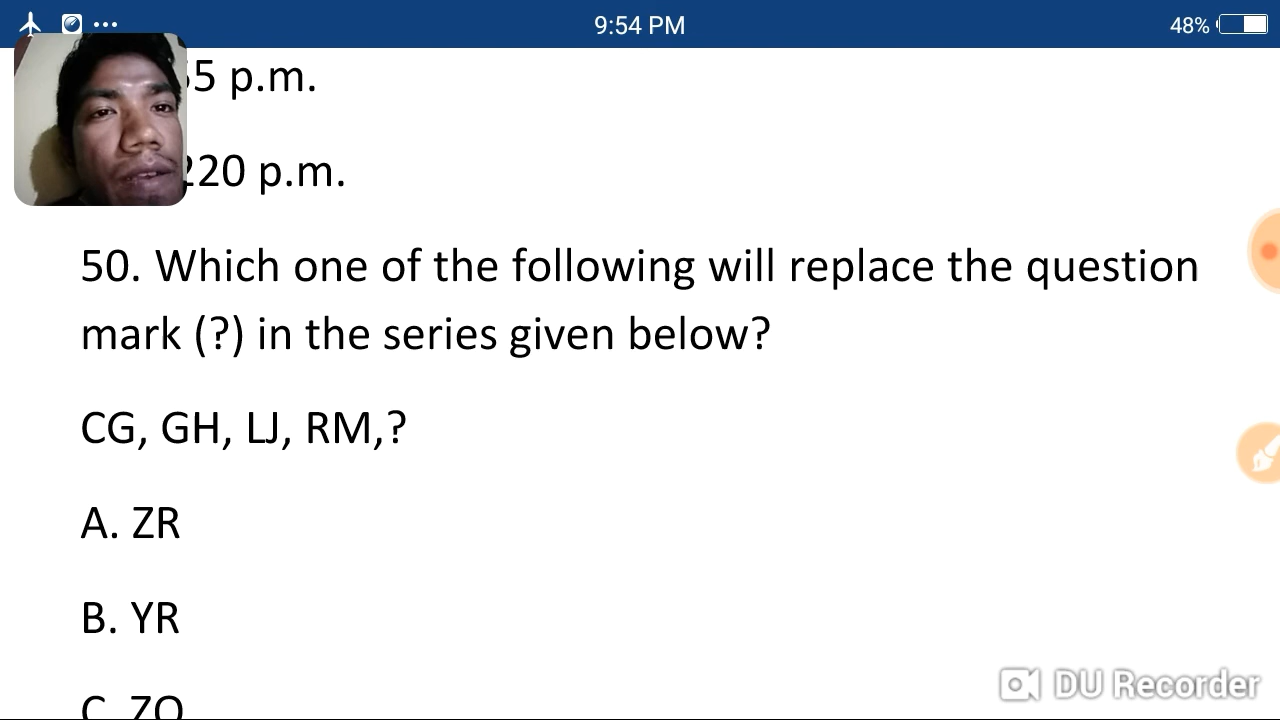 9:54 PM
48%
5 p.m.
220 p.m.
50. Which one of the following will replace the question
mark (?) in the series given below?
CG, GH, LJ, RM,?
A. ZR
B. YR
DU Recorder